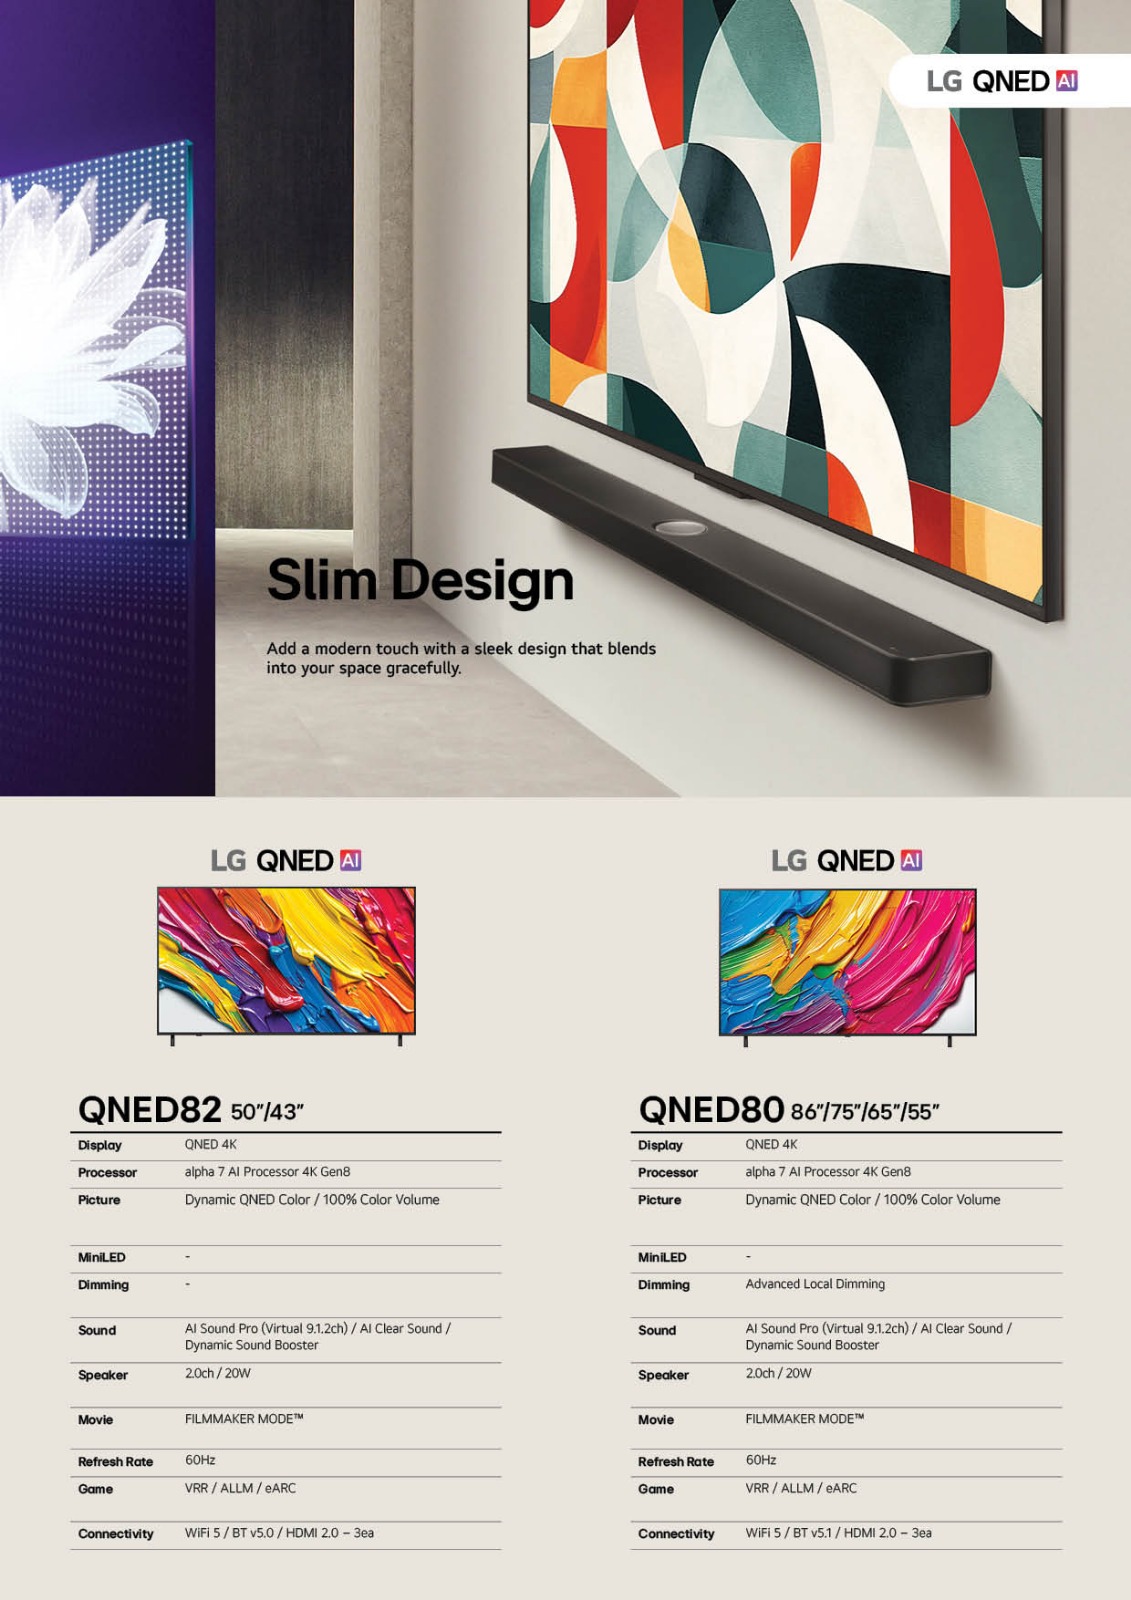 LG QNED AI
Slim Design
Add a modern touch with a sleek design that blends
into your space gracefully.
LG QNED AI
QNED82 50″/43″
Display QNED 4K
Processor alpha 7 AI Processor 4K Gen8
Picture Dynamic QNED Color / 100% Color Volume
MiniLED -
Dimming -
Sound AI Sound Pro (Virtual 9.1.2ch) / AI Clear Sound /
Dynamic Sound Booster
Speaker 2.0ch / 20W
Movie FILMMAKER MODE™
Refresh Rate 60Hz
Game VRR / ALLM / eARC
Connectivity WiFi 5 / BT v5.0 / HDMI 2.0 – 3ea
LG QNED AI
QNED80 86″/75″/65″/55″
Display QNED 4K
Processor alpha 7 AI Processor 4K Gen8
Picture Dynamic QNED Color / 100% Color Volume
MiniLED -
Dimming Advanced Local Dimming
Sound AI Sound Pro (Virtual 9.1.2ch) / AI Clear Sound /
Dynamic Sound Booster
Speaker 2.0ch / 20W
Movie FILMMAKER MODE™
Refresh Rate 60Hz
Game VRR / ALLM / eARC
Connectivity WiFi 5 / BT v5.1 / HDMI 2.0 – 3ea